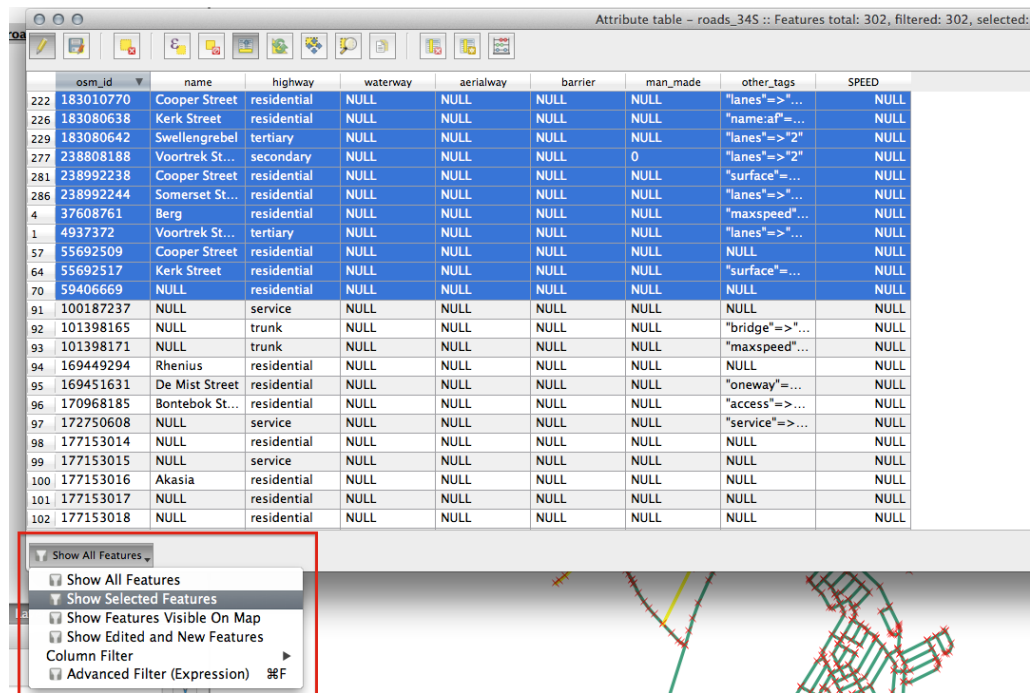 Attribute table – roads_34S :: Features total: 302, filtered: 302, selected:
osm_id name highway waterway aerialway barrier man_made other_tags SPEED
222 183010770 Cooper Street residential NULL NULL NULL NULL "lanes"=>"... NULL
226 183080638 Kerk Street residential NULL NULL NULL NULL "name:af"=... NULL
229 183080642 Swellengrebel tertiary NULL NULL NULL NULL "lanes"=>"2" NULL
277 238808188 Voortrek St... secondary NULL NULL NULL 0 "lanes"=>"2" NULL
281 238992238 Cooper Street residential NULL NULL NULL NULL "surface"=... NULL
286 238992244 Somerset St... residential NULL NULL NULL NULL "lanes"=>"... NULL
4 37608761 Berg residential NULL NULL NULL NULL "maxspeed"... NULL
1 4937372 Voortrek St... tertiary NULL NULL NULL NULL "lanes"=>"... NULL
57 55692509 Cooper Street residential NULL NULL NULL NULL NULL NULL
64 55692517 Kerk Street residential NULL NULL NULL NULL "surface"=... NULL
70 59406669 NULL residential NULL NULL NULL NULL NULL NULL
91 100187237 NULL service NULL NULL NULL NULL NULL NULL
92 101398165 NULL trunk NULL NULL NULL NULL "bridge"=>"... NULL
93 101398171 NULL trunk NULL NULL NULL NULL "maxspeed"... NULL
94 169449294 Rhenius residential NULL NULL NULL NULL NULL NULL
95 169451631 De Mist Street residential NULL NULL NULL NULL "oneway"=... NULL
96 170968185 Bontebok St... residential NULL NULL NULL NULL "access"=>... NULL
97 172750608 NULL service NULL NULL NULL NULL "service"=>... NULL
98 177153014 NULL residential NULL NULL NULL NULL NULL NULL
99 177153015 NULL service NULL NULL NULL NULL NULL NULL
100 177153016 Akasia residential NULL NULL NULL NULL NULL NULL
101 177153017 NULL residential NULL NULL NULL NULL NULL NULL
102 177153018 NULL residential NULL NULL NULL NULL NULL NULL
Show All Features
Show All Features
Show Selected Features
Show Features Visible On Map
Show Edited and New Features
Column Filter
Advanced Filter (Expression) ⌘F